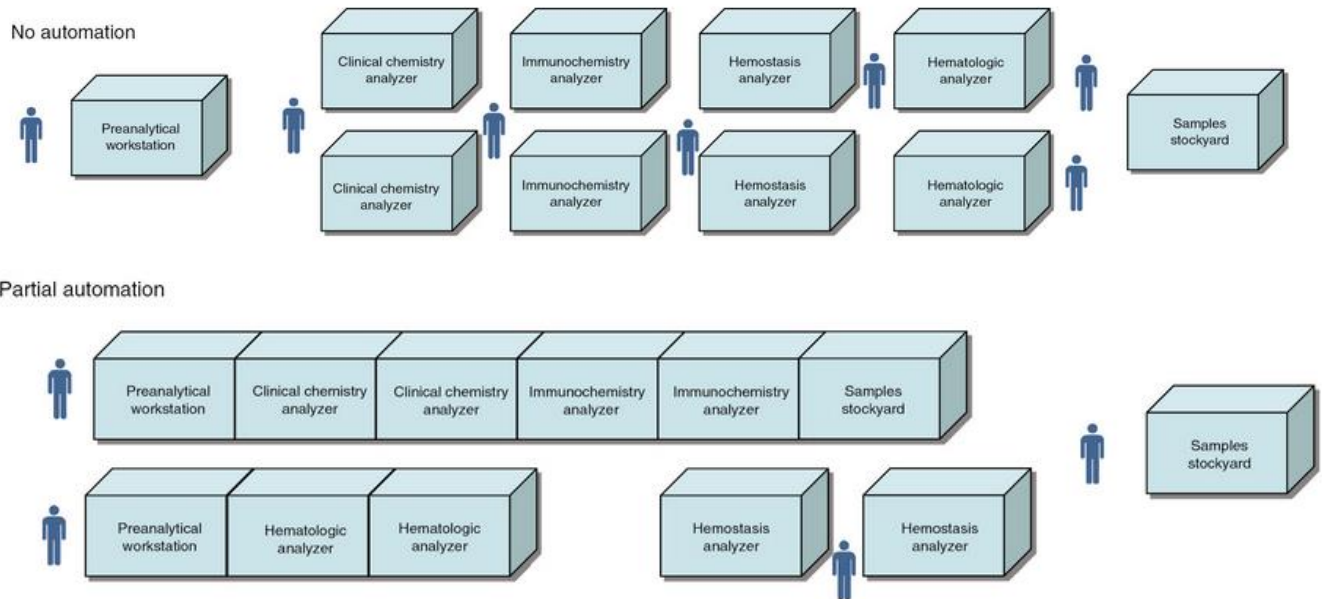 No automation
Preanalytical
workstation
Clinical chemistry
analyzer
Immunochemistry
analyzer
Hemostasis
analyzer
Hematologic
analyzer
Samples
stockyard
Clinical chemistry
analyzer
Immunochemistry
analyzer
Hemostasis
analyzer
Hematologic
analyzer
Partial automation
Preanalytical
workstation
Clinical chemistry
analyzer
Clinical chemistry
analyzer
Immunochemistry
analyzer
Immunochemistry
analyzer
Samples
stockyard
Samples
stockyard
Preanalytical
workstation
Hematologic
analyzer
Hematologic
analyzer
Hemostasis
analyzer
Hemostasis
analyzer